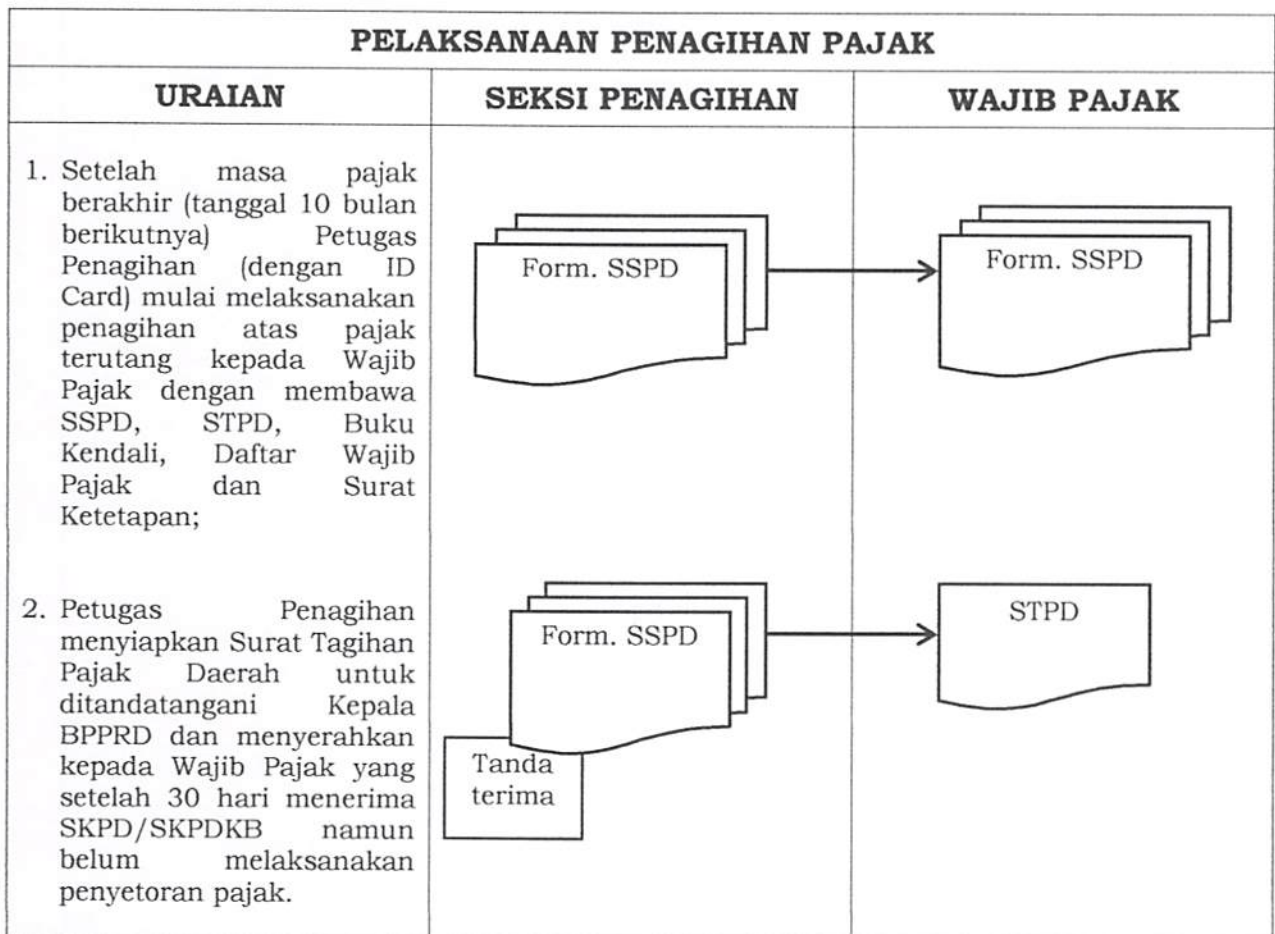 PELAKSANAAN PENAGIHAN PAJAK
URAIAN
SEKSI PENAGIHAN
WAJIB PAJAK
1. Setelah masa pajak
berakhir (tanggal 10 bulan
berikutnya) Petugas
Penagihan (dengan ID
Card) mulai melaksanakan
penagihan atas pajak
terutang kepada Wajib
Pajak dengan membawa
SSPD, STPD, Buku
Kendali, Daftar Wajib
Pajak dan Surat
Ketetapan;
Form. SSPD
Form. SSPD
2. Petugas Penagihan
menyiapkan Surat Tagihan
Pajak Daerah untuk
ditandatangani Kepala
BPPRD dan menyerahkan
kepada Wajib Pajak yang
setelah 30 hari menerima
SKPD/SKPDKB namun
belum melaksanakan
penyetoran pajak.
Form. SSPD
Tanda
terima
STPD